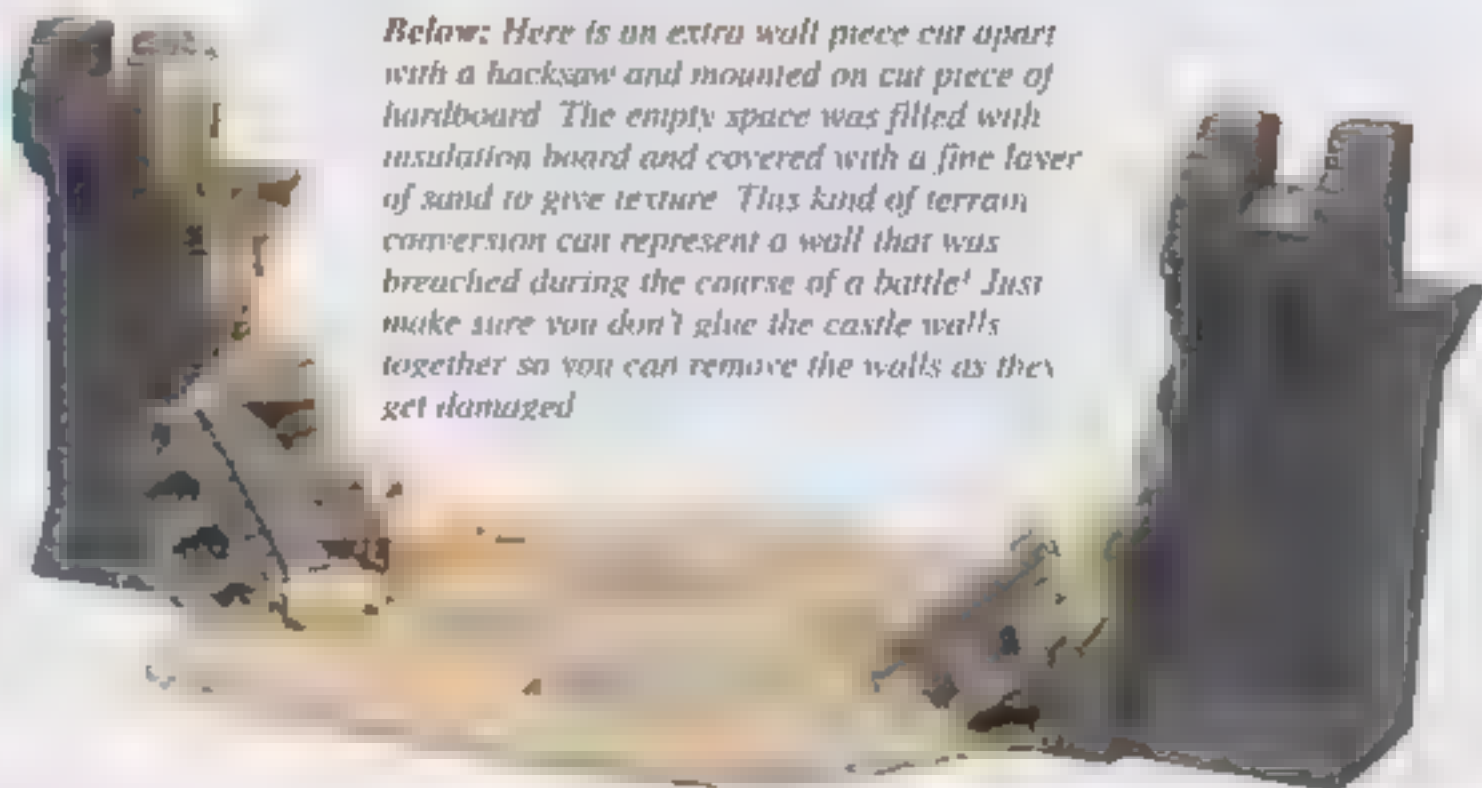 Below: Here is an extra wall piece cut apart
with a hacksaw and mounted on cut piece of
hardboard. The empty space was filled with
insulation board and covered with a fine layer
of sand to give texture. This kind of terrain
conversion can represent a wall that was
breached during the course of a battle! Just
make sure you don't glue the castle walls
together so you can remove the walls as they
get damaged